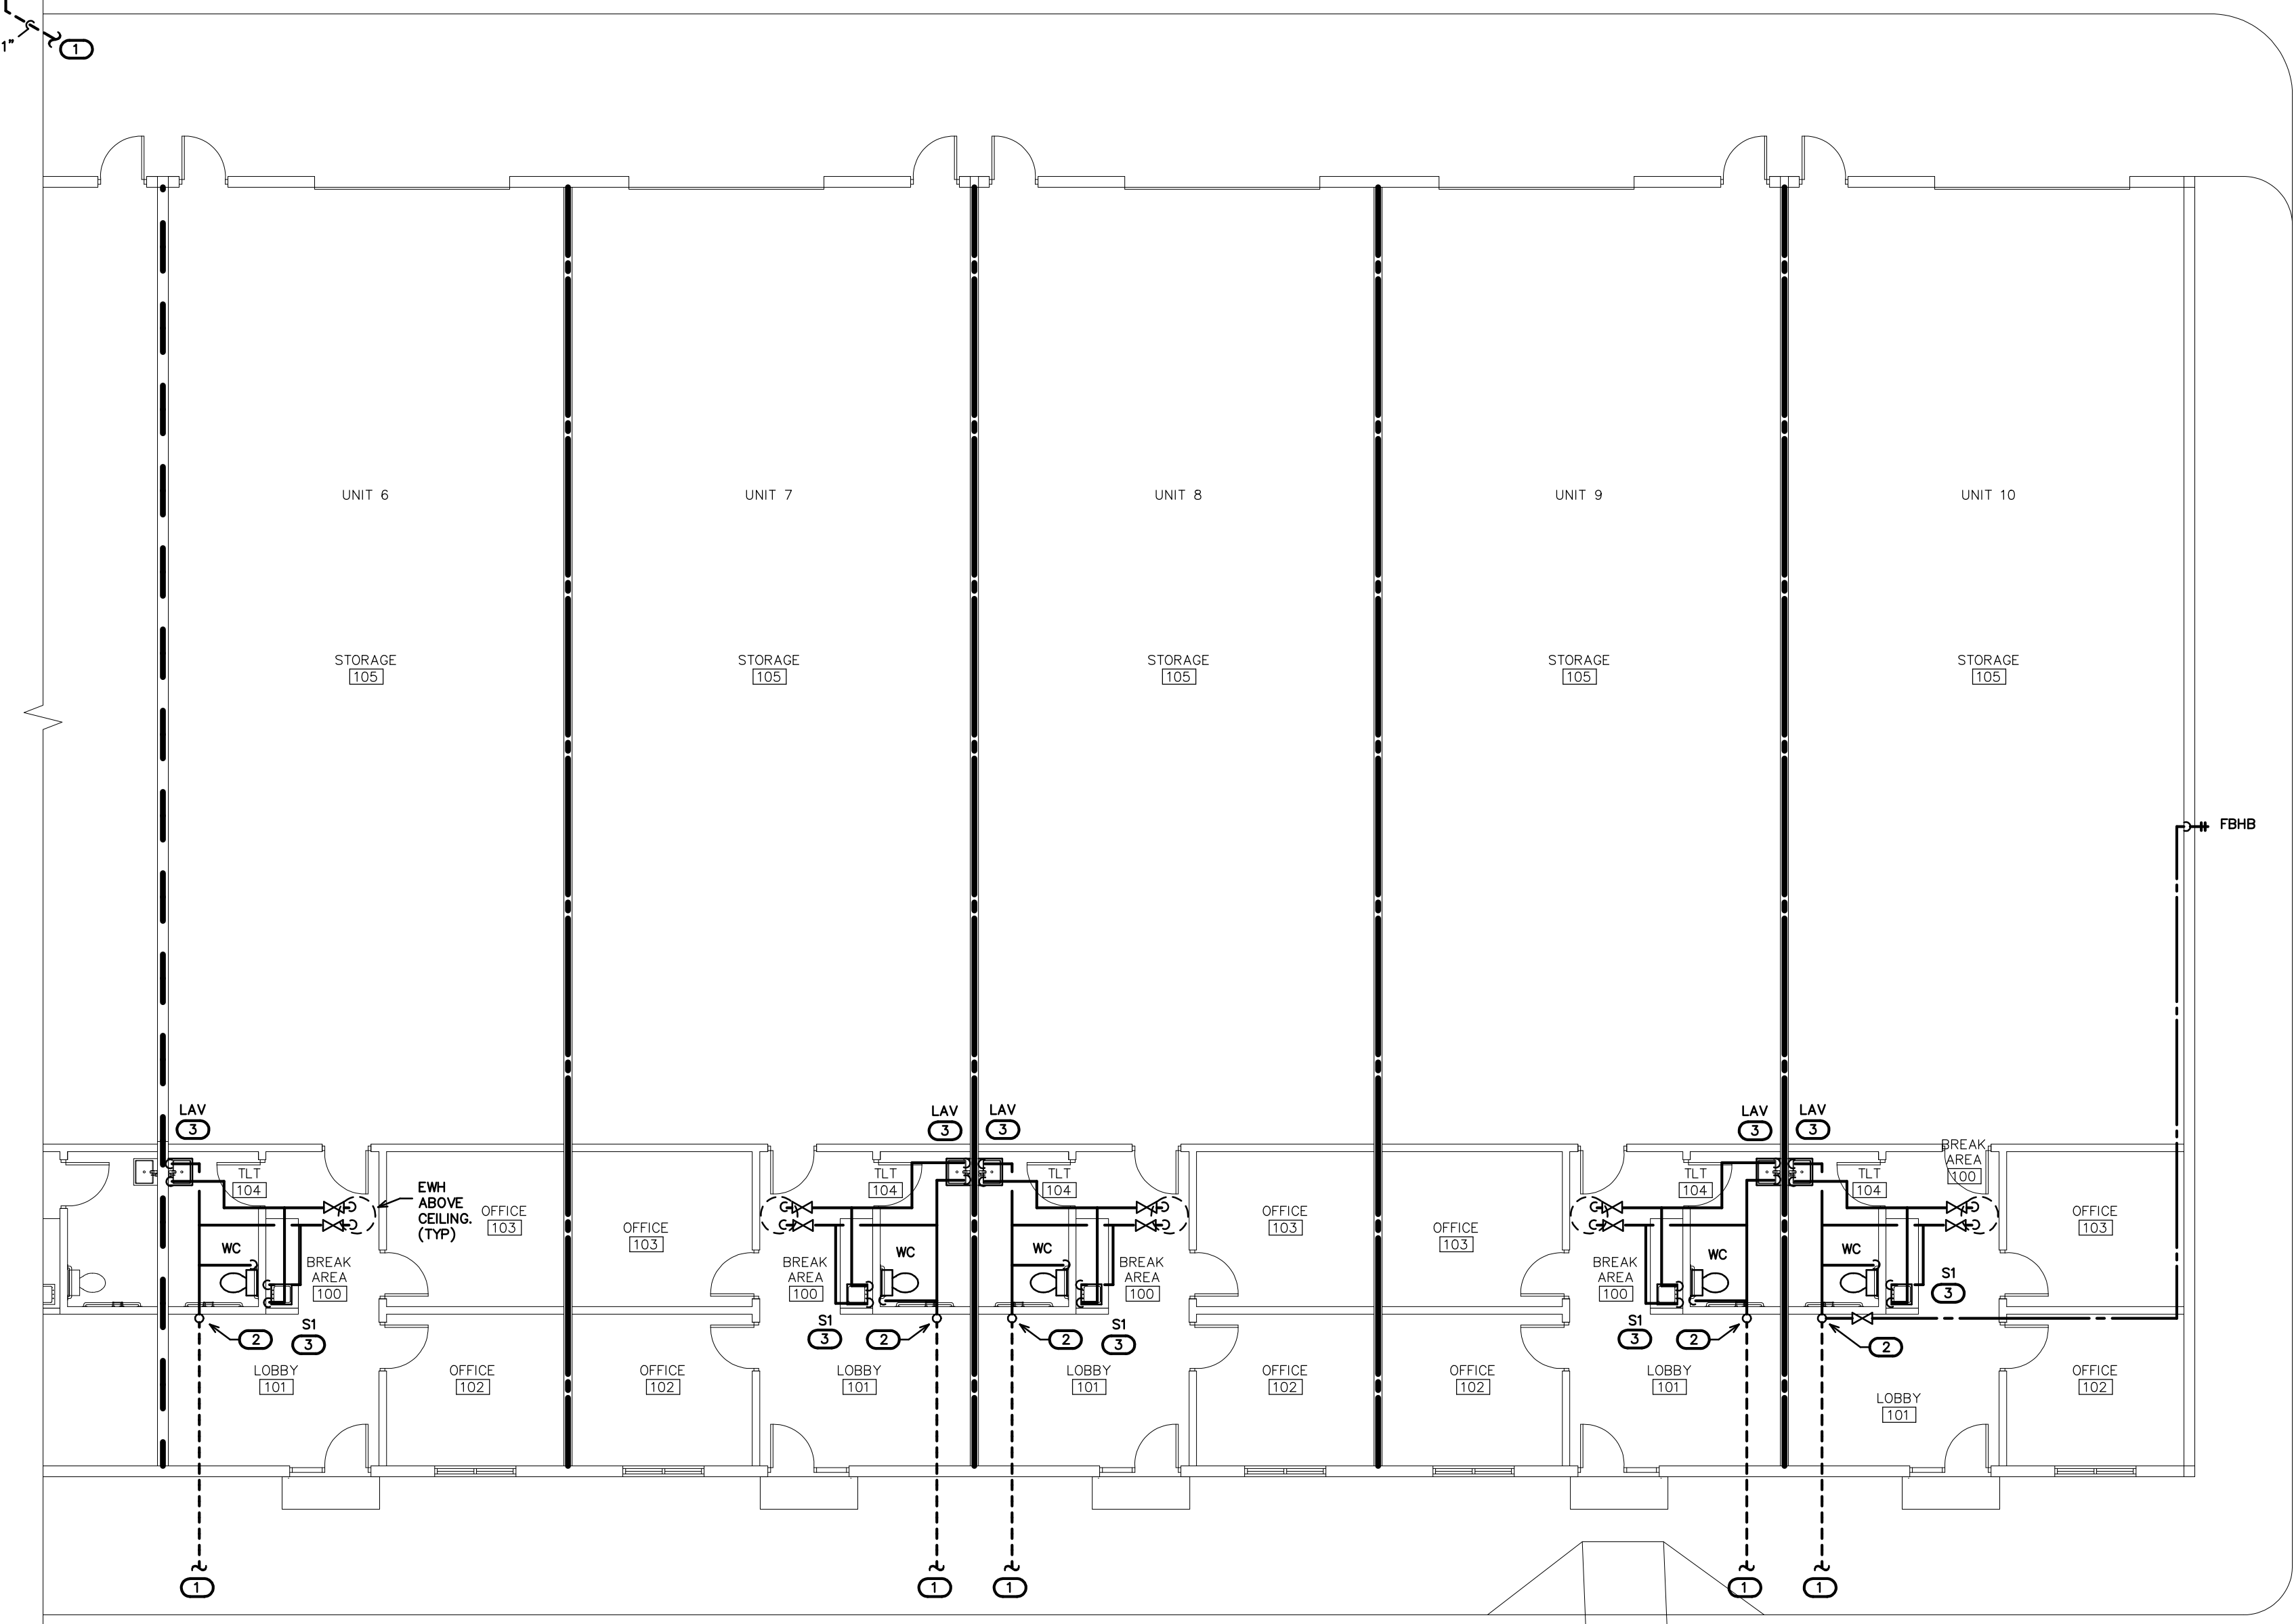 1"
1
UNIT 6
UNIT 7
UNIT 8
UNIT 9
UNIT 10
STORAGE
105
STORAGE
105
STORAGE
105
STORAGE
105
STORAGE
105
FBHB
LAV
3
LAV
3
LAV
3
LAV
3
LAV
3
TLT
104
EWH
ABOVE
CEILING.
(TYP)
OFFICE
103
OFFICE
103
TLT
104
TLT
104
OFFICE
103
OFFICE
103
TLT
104
TLT
104
BREAK
AREA
100
OFFICE
103
WC
BREAK
AREA
100
BREAK
AREA
100
WC
WC
BREAK
AREA
100
BREAK
AREA
100
WC
WC
S1
3
2
S1
3
S1
3
2
2
S1
3
S1
3
2
2
LOBBY
101
OFFICE
102
OFFICE
102
LOBBY
101
LOBBY
101
OFFICE
102
OFFICE
102
LOBBY
101
LOBBY
101
OFFICE
102
1
1
1
1
1